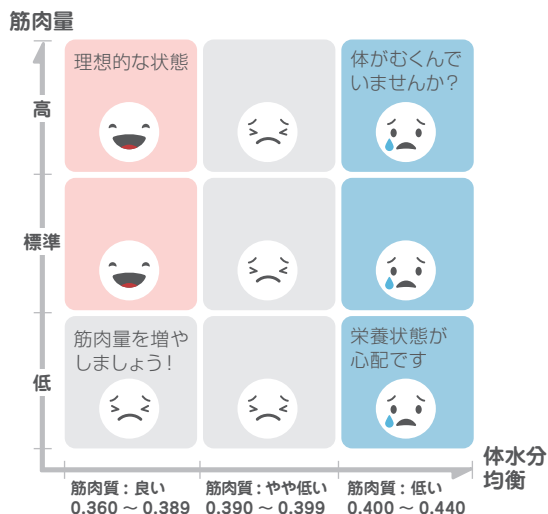 筋肉量
理想的な状態
体がむくんで
いませんか？
高
標準
筋肉量を増や
しましょう！
栄養状態が
心配です
低
体水分
均衡
筋肉質：良い
0.360 ～ 0.389
筋肉質：やや低い
0.390 ～ 0.399
筋肉質：低い
0.400 ～ 0.440